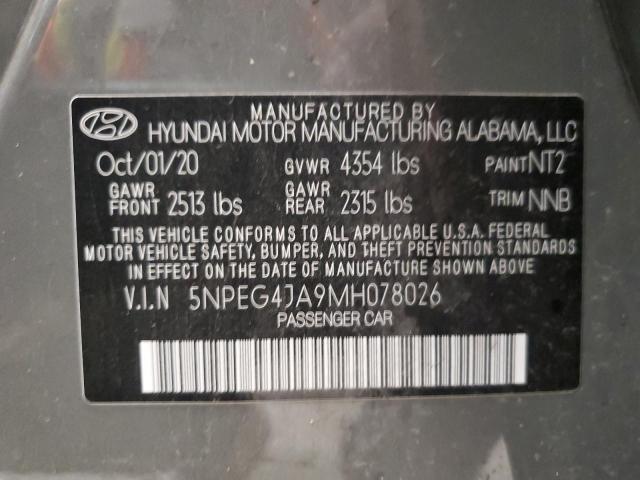 MANUFACTURED BY
HYUNDAI MOTOR MANUFACTURING ALABAMA, LLC
Oct/01/20 GVWR 4354 lbs PAINT NT2
GAWR FRONT 2513 lbs GAWR REAR 2315 lbs TRIM NNB
THIS VEHICLE CONFORMS TO ALL APPLICABLE U.S.A. FEDERAL
MOTOR VEHICLE SAFETY, BUMPER, AND THEFT PREVENTION STANDARDS
IN EFFECT ON THE DATE OF MANUFACTURE SHOWN ABOVE
V.I.N 5NPEG4JA9MH078026
PASSENGER CAR